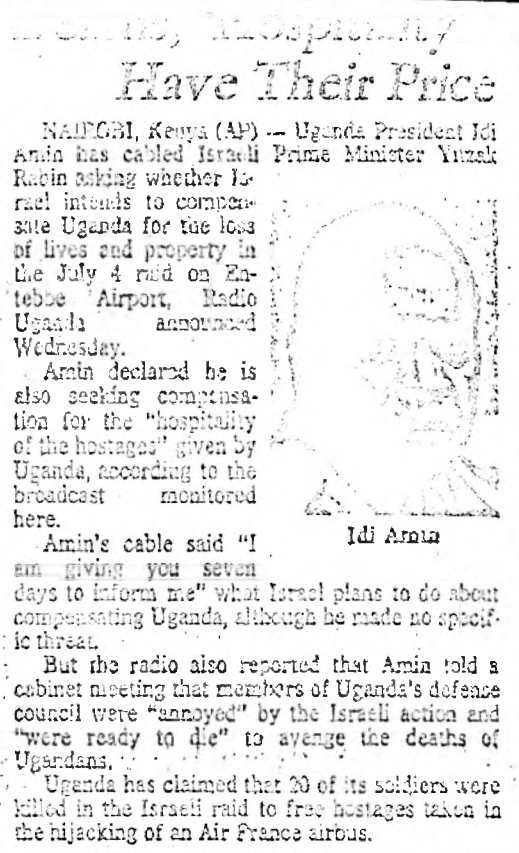 Hospitality
Have Their Price
NAIROBI, Kenya (AP) — Uganda President Idi
Amin has cabled Israeli Prime Minister Yitzak
Rabin asking whether Is-
rael intends to compen-
sate Uganda for the loss
of lives and property in
the July 4 raid on En-
tebbe Airport, Radio
Uganda announced
Wednesday.
Amin declared he is
also seeking compensa-
tion for the "hospitality
of the hostages" given by
Uganda, according to the
broadcast monitored
here.
Amin's cable said "I
am giving you seven
days to inform me" what Israel plans to do about
compensating Uganda, although he made no specif-
ic threat.
Idi Amin
But the radio also reported that Amin told a
cabinet meeting that members of Uganda's defense
council were "annoyed" by the Israeli action and
"were ready to die" to avenge the deaths of
Ugandans.
Uganda has claimed that 20 of its soldiers were
killed in the Israeli raid to free hostages taken in
the hijacking of an Air France airbus.